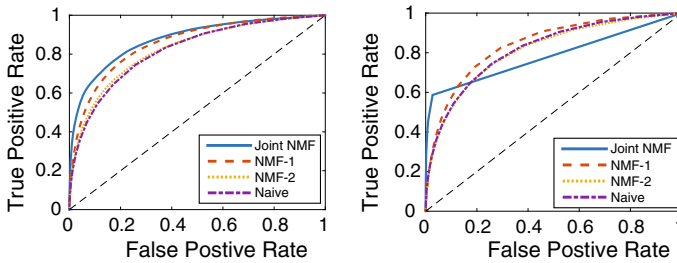 True Positive Rate
1
0.8
0.6
0.4
0.2
0
Joint NMF
NMF-1
NMF-2
Naive
0 0.2 0.4 0.6 0.8 1
False Postive Rate
True Positive Rate
1
0.8
0.6
0.4
0.2
0
Joint NMF
NMF-1
NMF-2
Naive
0 0.2 0.4 0.6 0.8 1
False Postive Rate